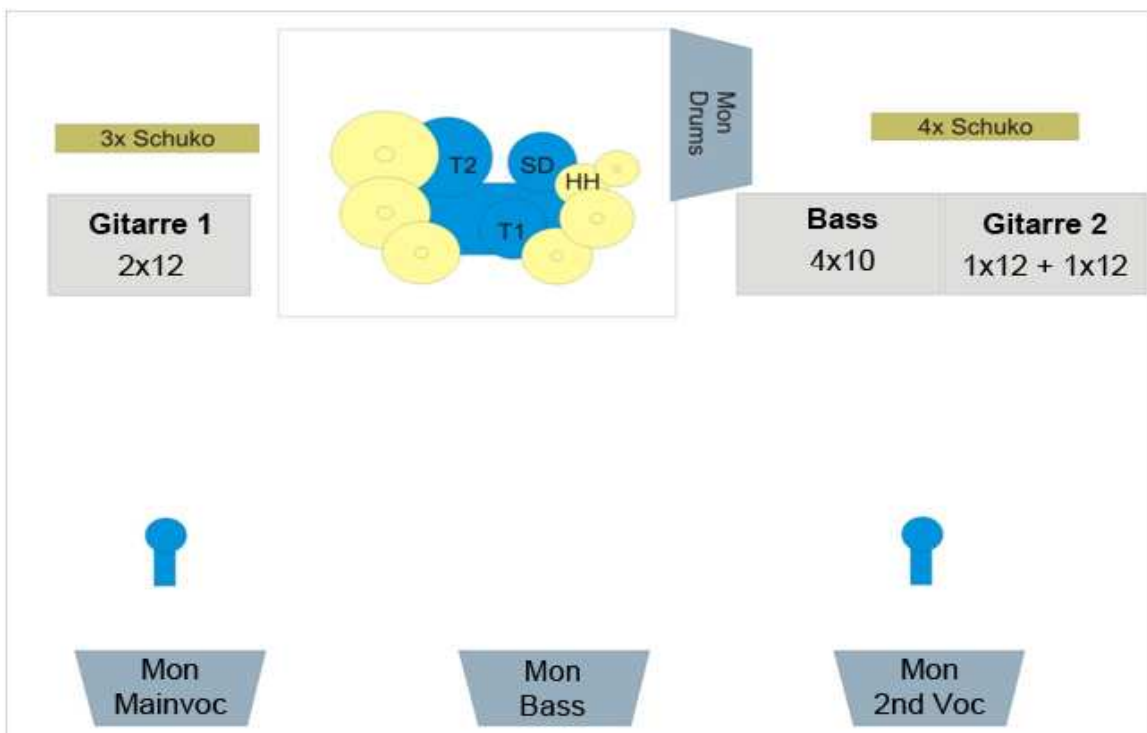 Mon
Drums
3x Schuko
4x Schuko
T2
SD
HH
T1
Gitarre 1
2x12
Bass
4x10
Gitarre 2
1x12 + 1x12
Mon
Mainvoc
Mon
Bass
Mon
2nd Voc